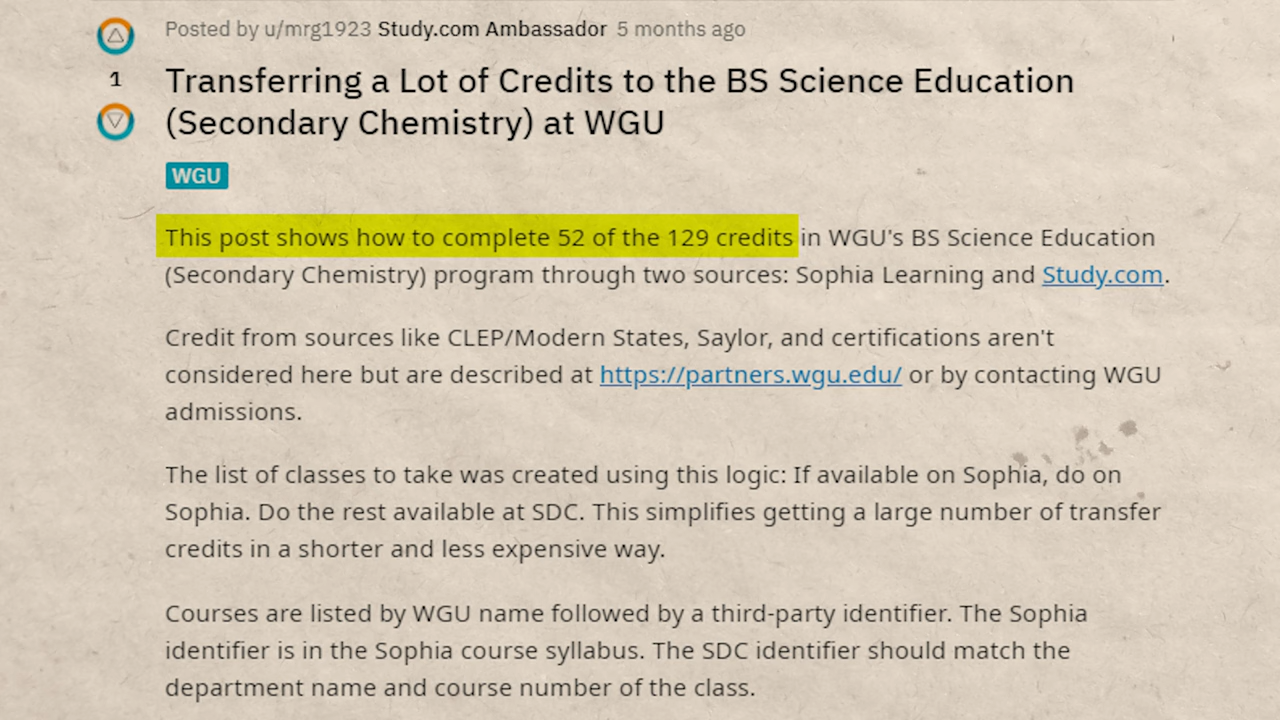 Posted by u/mrg1923 Study.com Ambassador 5 months ago
1
Transferring a Lot of Credits to the BS Science Education
(Secondary Chemistry) at WGU
WGU
This post shows how to complete 52 of the 129 credits in WGU's BS Science Education
(Secondary Chemistry) program through two sources: Sophia Learning and Study.com.
Credit from sources like CLEP/Modern States, Saylor, and certifications aren't
considered here but are described at https://partners.wgu.edu/ or by contacting WGU
admissions.
The list of classes to take was created using this logic: If available on Sophia, do on
Sophia. Do the rest available at SDC. This simplifies getting a large number of transfer
credits in a shorter and less expensive way.
Courses are listed by WGU name followed by a third-party identifier. The Sophia
identifier is in the Sophia course syllabus. The SDC identifier should match the
department name and course number of the class.